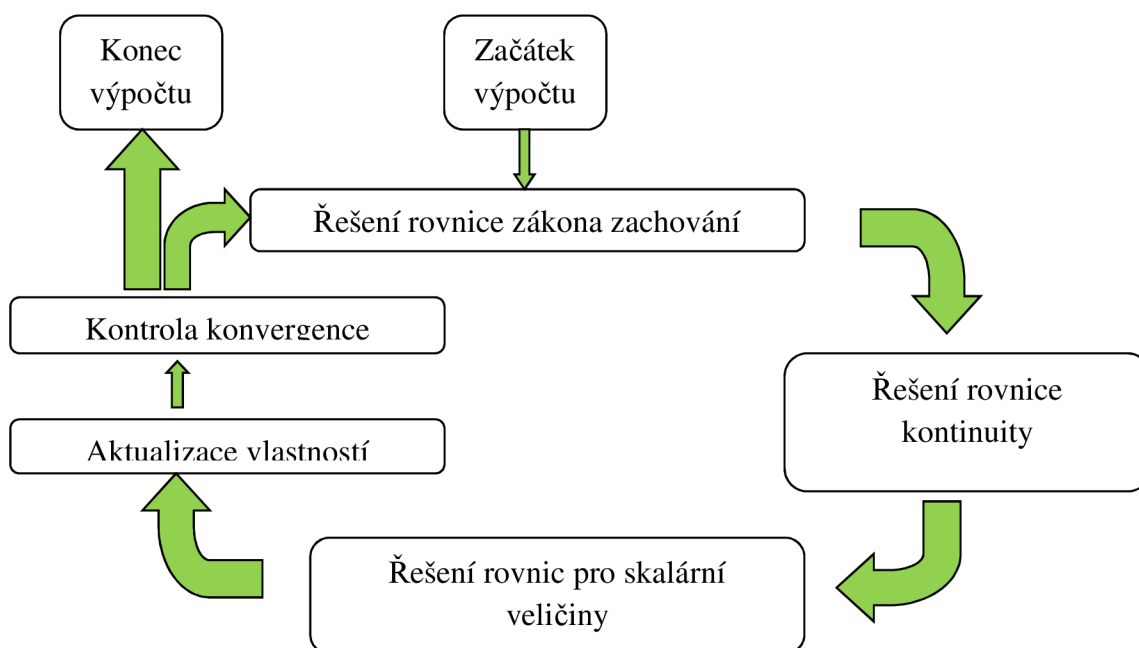 Konec
výpočtu
Začátek
výpočtu
Řešení rovnice zákona zachování
Kontrola konvergence
Řešení rovnice
kontinuity
Aktualizace vlastností
Řešení rovnic pro skalární
veličiny